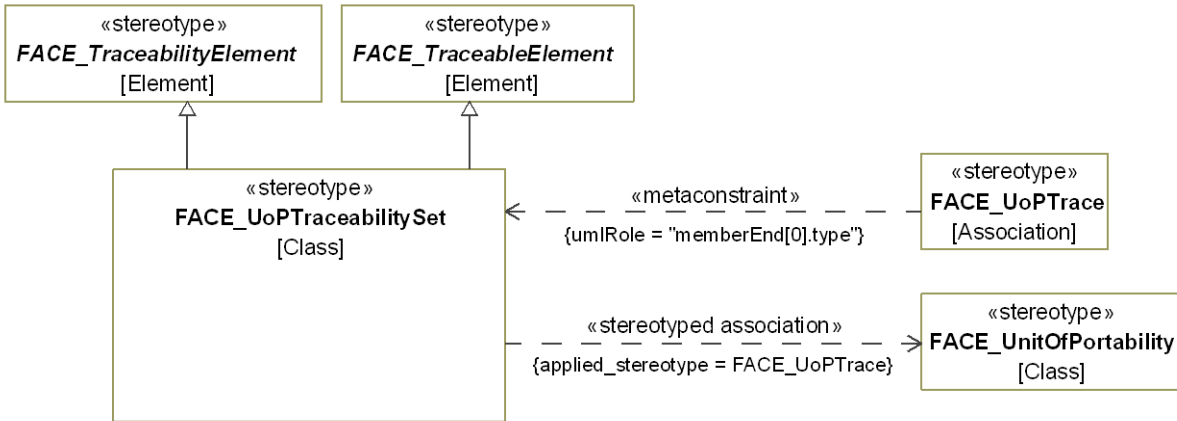 «stereotype»
FACE_TraceabilityElement
[Element]
«stereotype»
FACE_TraceableElement
[Element]
«stereotype»
FACE_UoPTraceabilitySet
[Class]
«metaconstraint»
{umlRole = "memberEnd[0].type"}
«stereotype»
FACE_UoPTrace
[Association]
«stereotyped association»
{applied_stereotype = FACE_UoPTrace}
«stereotype»
FACE_UnitOfPortability
[Class]